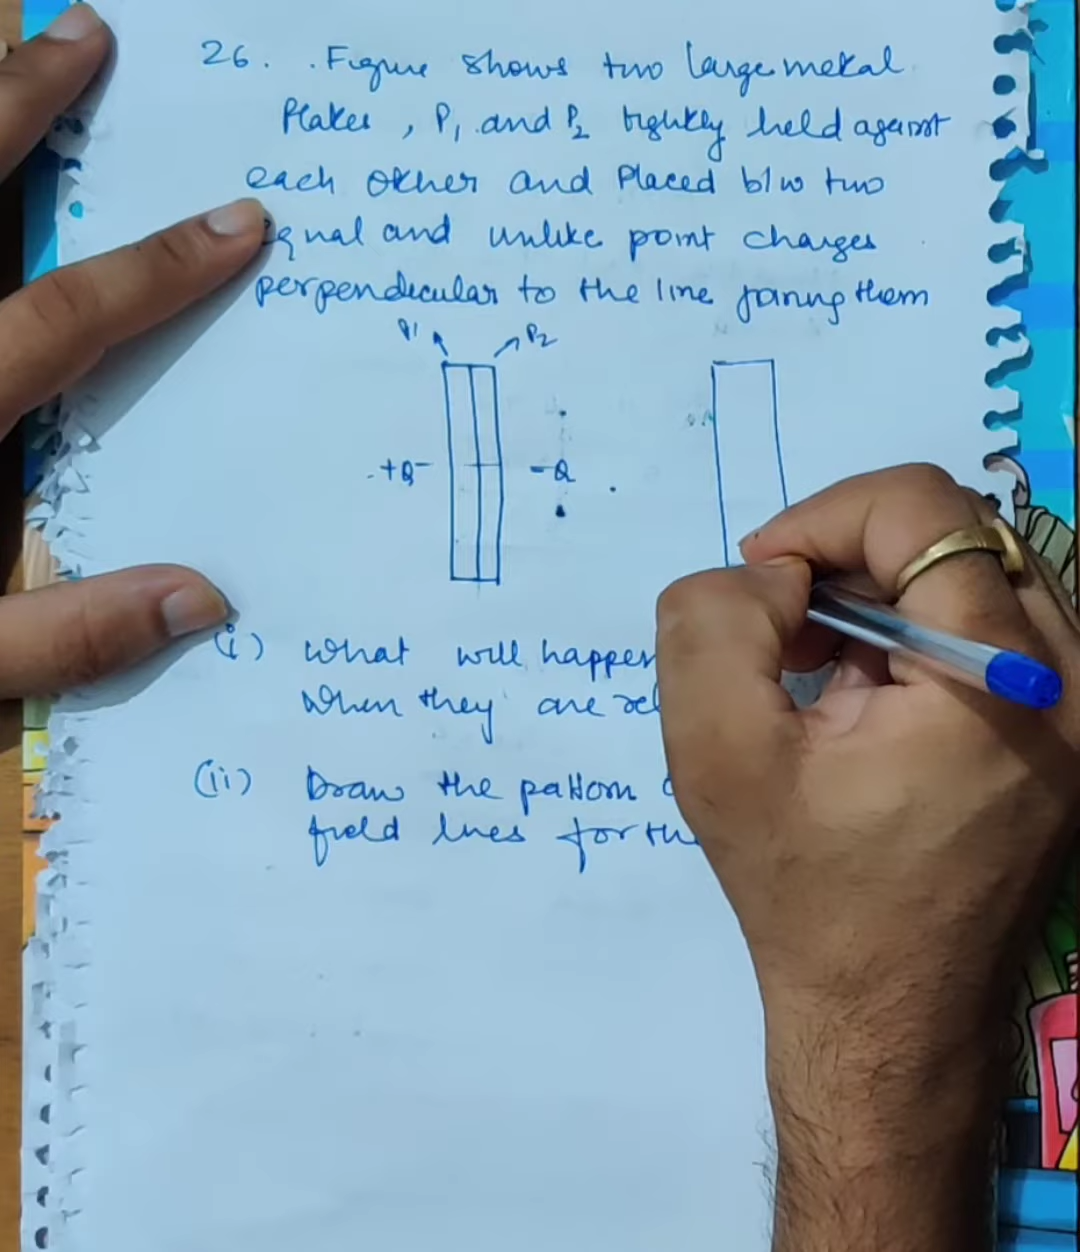 26. . Figure shows two large metal
Plates, P1 and P2 tightly held against
each other and Placed b/w two
equal and unlike point charges
perpendicular to the line joining them
P1 P2
+Q -Q
(i) What will happen
when they are rel
(ii) Draw the pattern
field lines for the